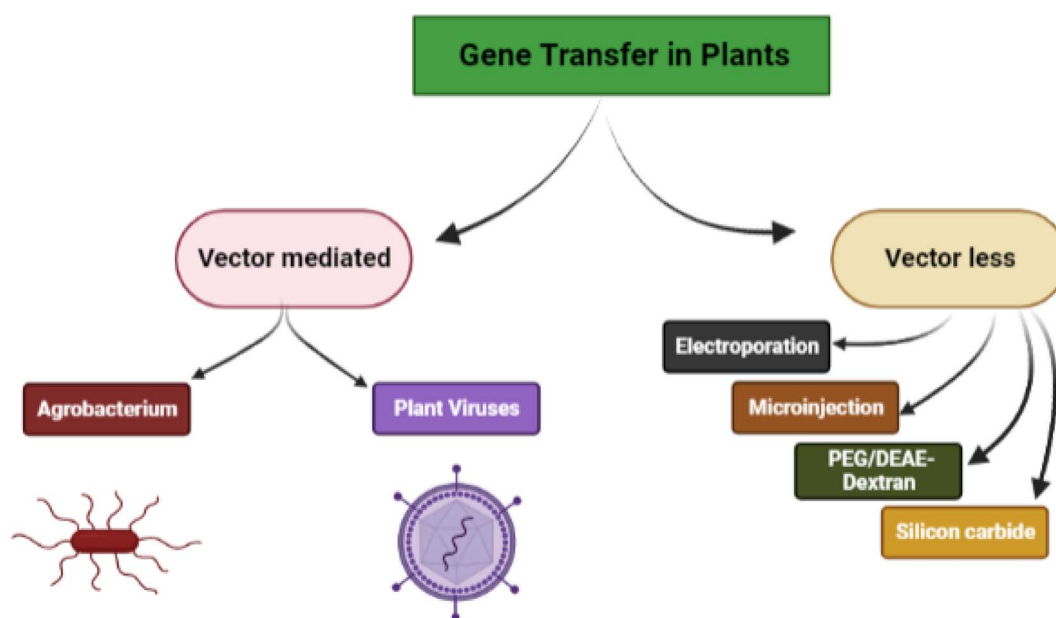 Gene Transfer in Plants
Vector mediated
Vector less
Electroporation
Agrobacterium
Plant Viruses
Microinjection
PEG/DEAE-
Dextran
Silicon carbide